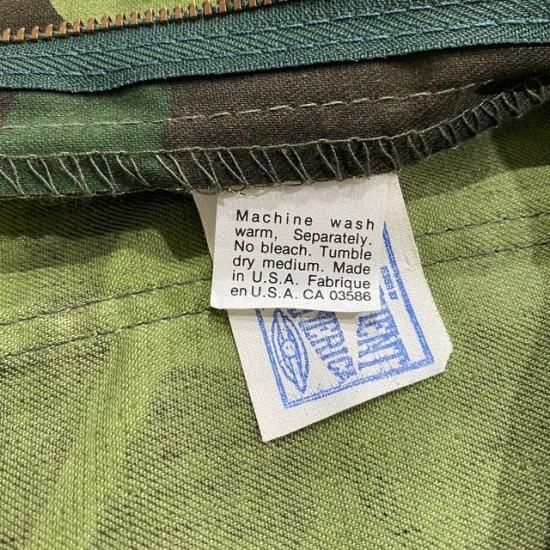 Machine wash
warm, Separately.
No bleach. Tumble
dry medium. Made
in U.S.A. Fabrique
en U.S.A. CA 03586